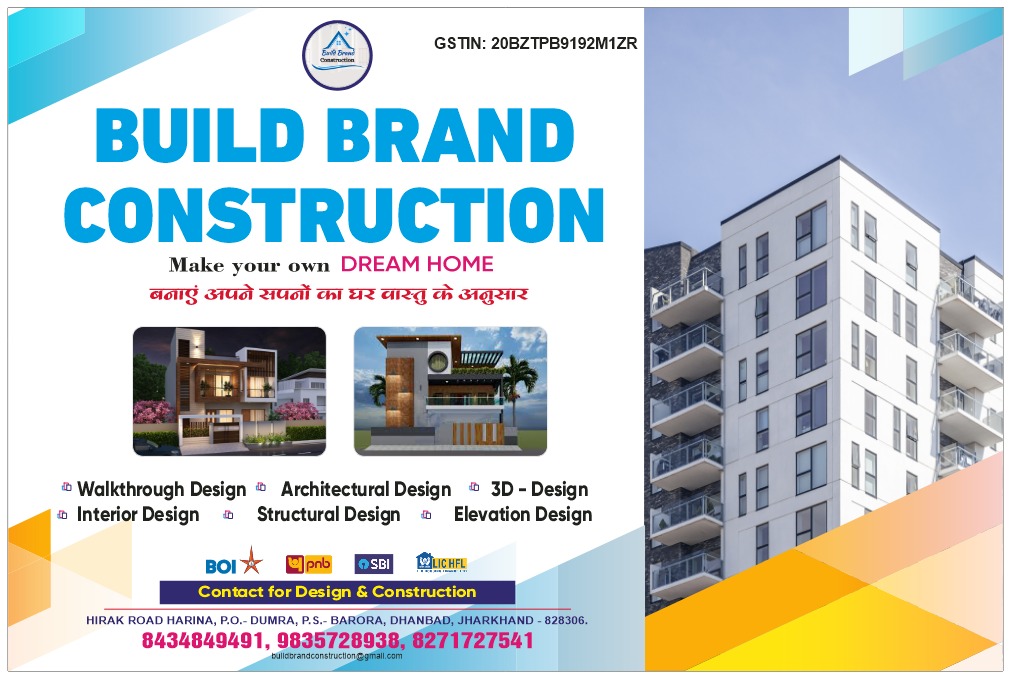 Build Brand
Construction
GSTIN: 20BZTPB9192M1ZR
BUILD BRAND
CONSTRUCTION
Make your own DREAM HOME
बनाएं अपने सपनों का घर वास्तु के अनुसार
Walkthrough Design Architectural Design 3D - Design
Interior Design Structural Design Elevation Design
BOI pnb SBI LIC HFL
Contact for Design & Construction
HIRAK ROAD HARINA, P.O.- DUMRA, P.S.- BARORA, DHANBAD, JHARKHAND - 828306.
8434849491, 9835728938, 8271727541
buildbrandconstruction@gmail.com